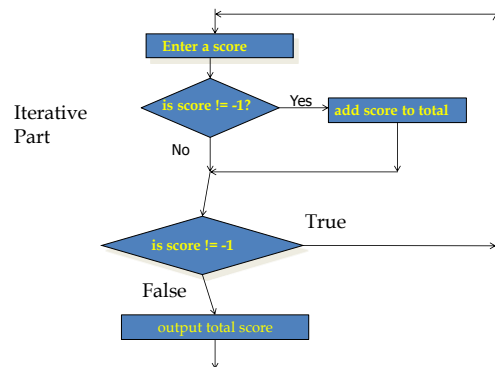 Enter a score
is score != -1?
Yes
add score to total
Iterative
Part
No
True
is score != -1
False
output total score